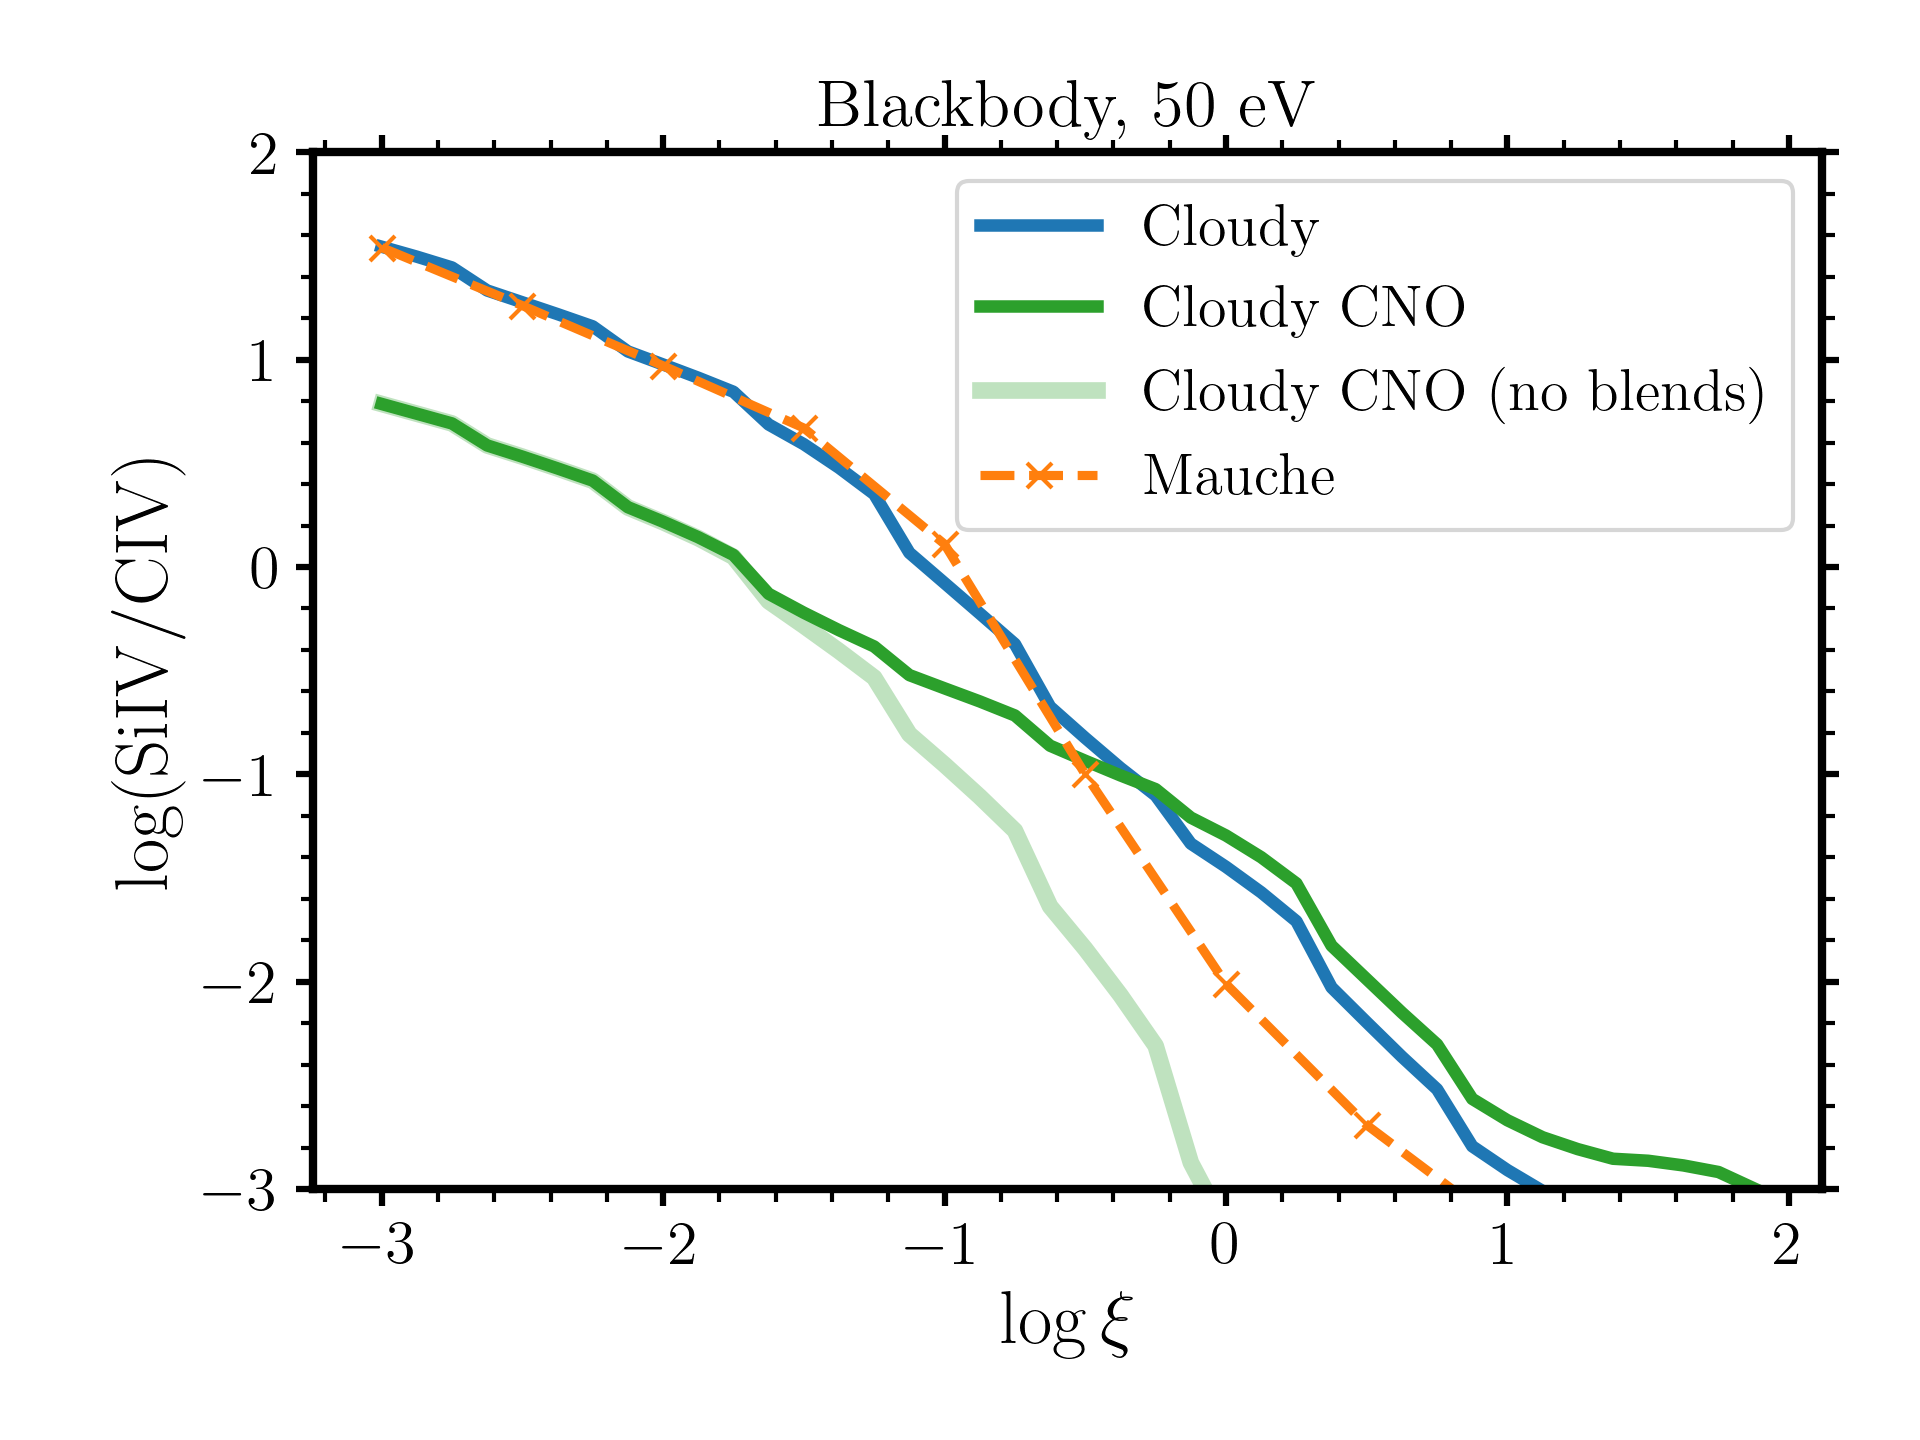 Blackbody, 50 eV
Cloudy
Cloudy CNO
Cloudy CNO (no blends)
Mauche
log(SiIV/CIV)
2
1
0
−1
−2
−3
−3 −2 −1 0 1 2
log ξ